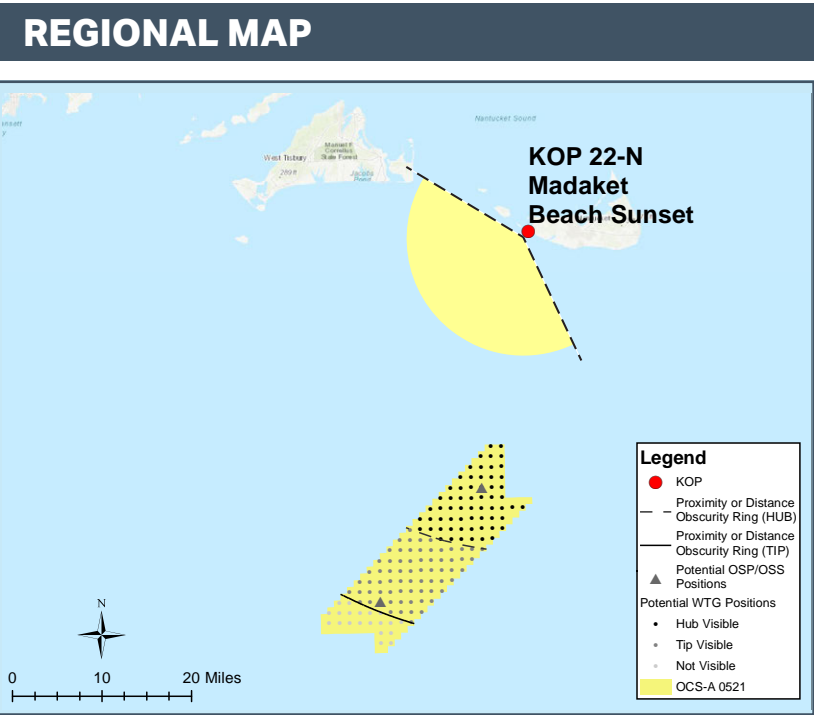 REGIONAL MAP
Nantucket Sound
Manuel F
Correllus
State Forest
West Tisbury
KOP 22-N
Madaket
Beach Sunset
Legend
KOP
Proximity or Distance
Obscurity Ring (HUB)
Proximity or Distance
Obscurity Ring (TIP)
Potential OSP/OSS
Positions
Potential WTG Positions
Hub Visible
Tip Visible
Not Visible
OCS-A 0521
N
0 10 20 Miles